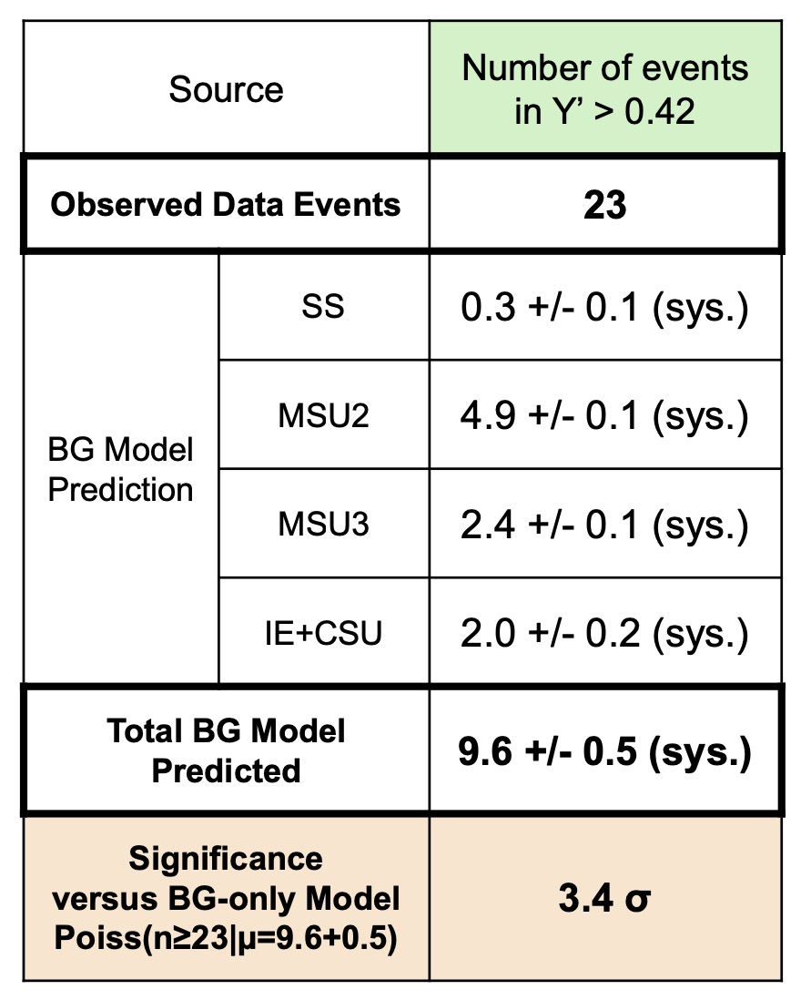 Source
Number of events
in Y’ > 0.42
Observed Data Events
23
BG Model
Prediction
SS
0.3 +/- 0.1 (sys.)
MSU2
4.9 +/- 0.1 (sys.)
MSU3
2.4 +/- 0.1 (sys.)
IE+CSU
2.0 +/- 0.2 (sys.)
Total BG Model
Predicted
9.6 +/- 0.5 (sys.)
Significance
versus BG-only Model
Poiss(n≥23|μ=9.6+0.5)
3.4 σ